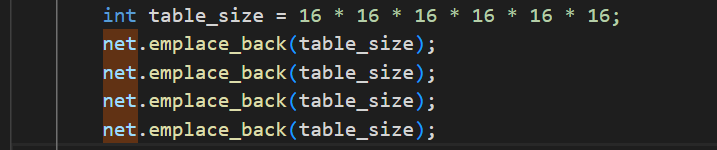 int table_size = 16 * 16 * 16 * 16 * 16 * 16;
net.emplace_back(table_size);
net.emplace_back(table_size);
net.emplace_back(table_size);
net.emplace_back(table_size);